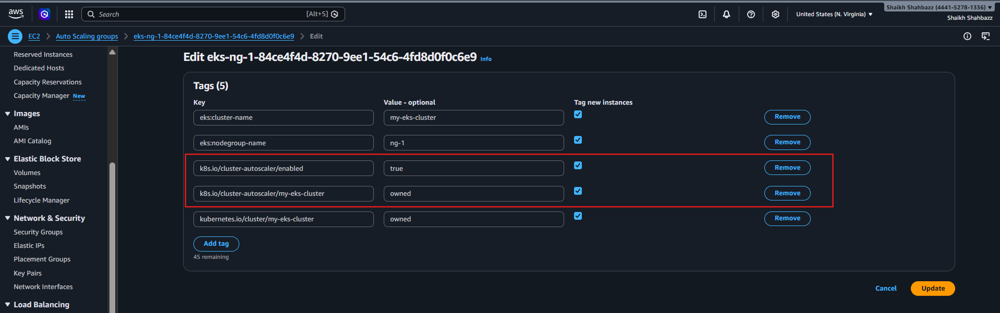 aws
Search
[Alt+S]
United States (N. Virginia)
Shaikh Shahbazz (4441-5278-1336)
Shaikh Shahbazz
EC2
Auto Scaling groups
eks-ng-1-84ce4f4d-8270-9ee1-54c6-4fd8d0f0c6e9
Edit
Reserved Instances
Dedicated Hosts
Capacity Reservations
Capacity Manager New
Images
AMIs
AMI Catalog
Elastic Block Store
Volumes
Snapshots
Lifecycle Manager
Network & Security
Security Groups
Elastic IPs
Placement Groups
Key Pairs
Network Interfaces
Load Balancing
Edit eks-ng-1-84ce4f4d-8270-9ee1-54c6-4fd8d0f0c6e9 Info
Tags (5)
Key Value - optional Tag new instances
eks:cluster-name my-eks-cluster Remove
eks:nodegroup-name ng-1 Remove
k8s.io/cluster-autoscaler/enabled true Remove
k8s.io/cluster-autoscaler/my-eks-cluster owned Remove
kubernetes.io/cluster/my-eks-cluster owned Remove
Add tag
45 remaining
Cancel Update